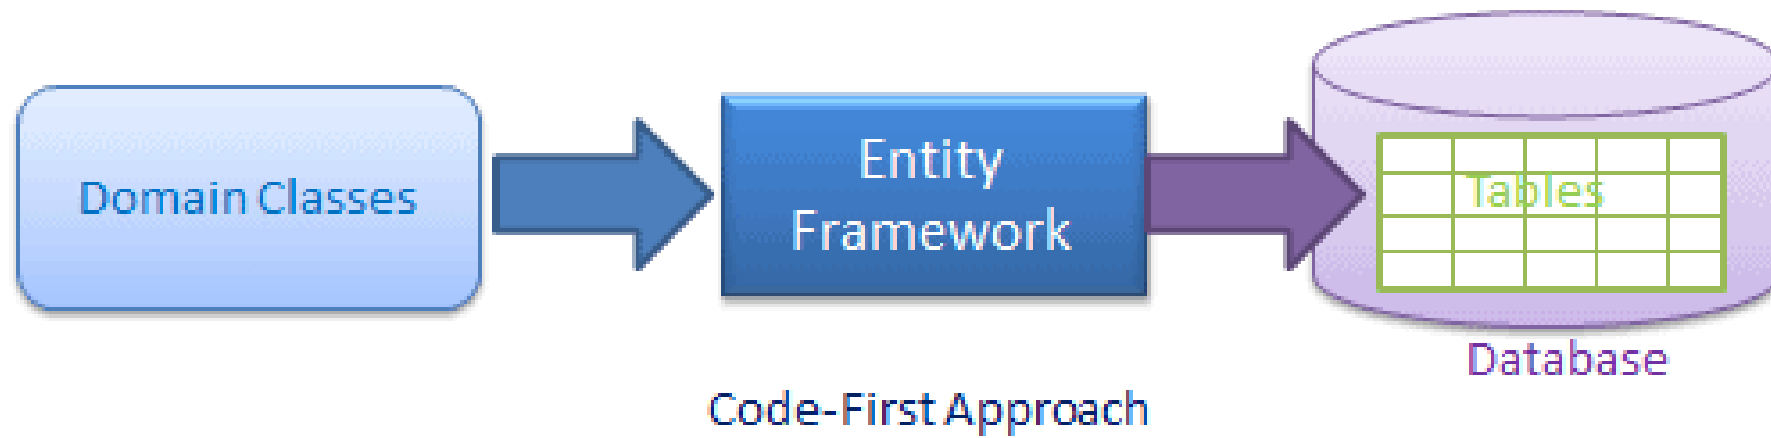 Domain Classes
Entity
Framework
Tables
Database
Code-First Approach